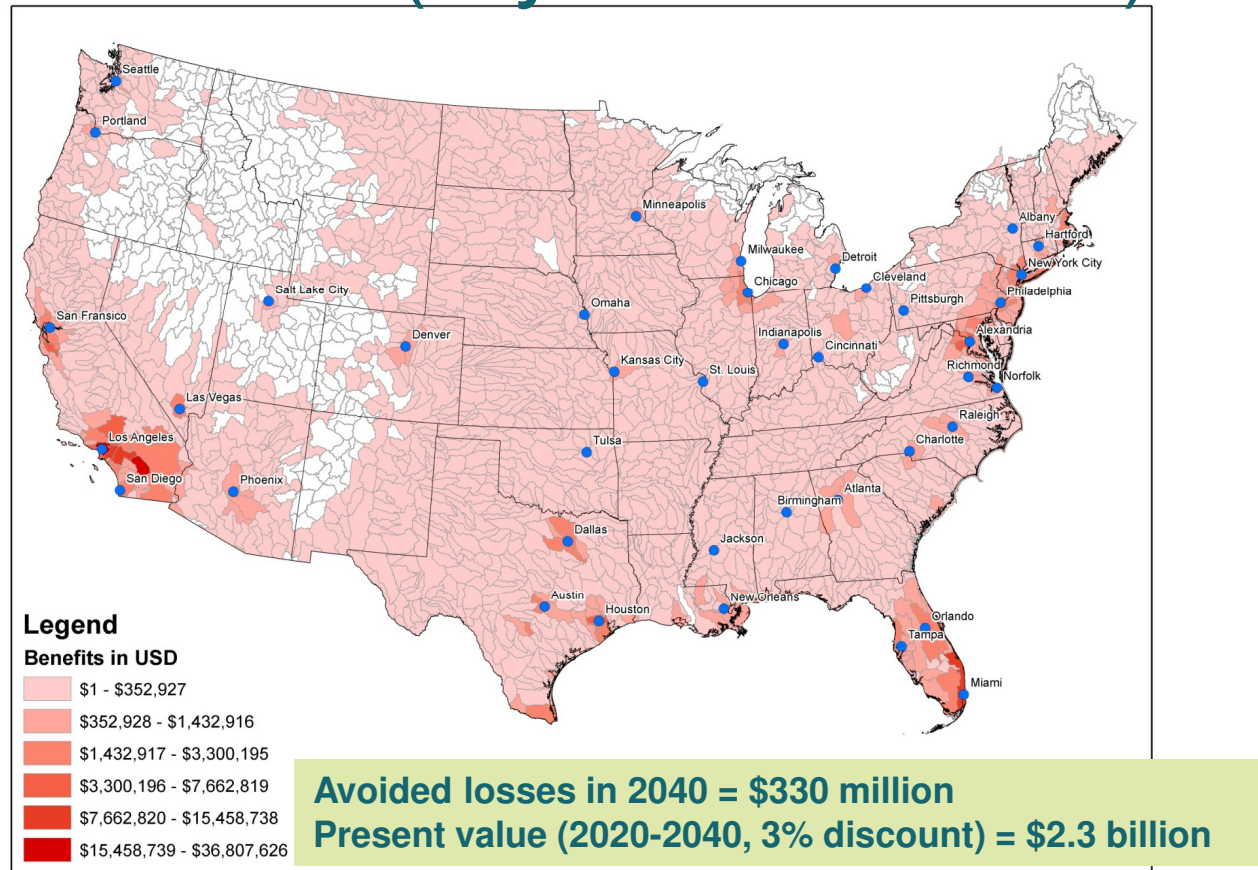 Seattle
Portland
Minneapolis
Milwaukee
Detroit
Chicago
Cleveland
Albany
Hartford
New York City
Philadelphia
Pittsburgh
Salt Lake City
Omaha
San Fransico
Denver
Indianapolis
Cincinnati
Alexandria
Richmond
Norfolk
Kansas City
St. Louis
Las Vegas
Raleigh
Los Angeles
Tulsa
Charlotte
San Diego
Phoenix
Atlanta
Birmingham
Dallas
Jackson
Austin
Houston
New Orleans
Orlando
Tampa
Miami
Legend
Benefits in USD
$1 - $352,927
$352,928 - $1,432,916
$1,432,917 - $3,300,195
$3,300,196 - $7,662,819
$7,662,820 - $15,458,738
$15,458,739 - $36,807,626
Avoided losses in 2040 = $330 million
Present value (2020-2040, 3% discount) = $2.3 billion